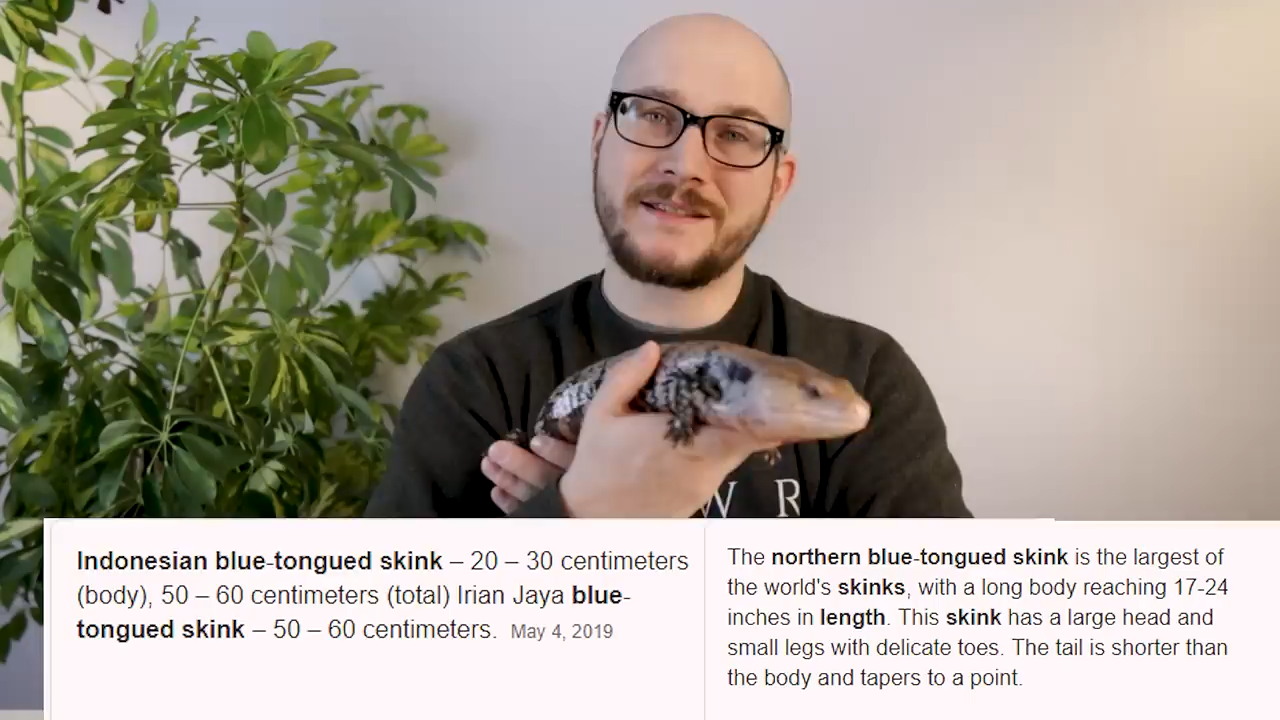 W R
Indonesian blue-tongued skink – 20 – 30 centimeters
(body), 50 – 60 centimeters (total) Irian Jaya blue-
tongued skink – 50 – 60 centimeters. May 4, 2019
The northern blue-tongued skink is the largest of
the world's skinks, with a long body reaching 17-24
inches in length. This skink has a large head and
small legs with delicate toes. The tail is shorter than
the body and tapers to a point.